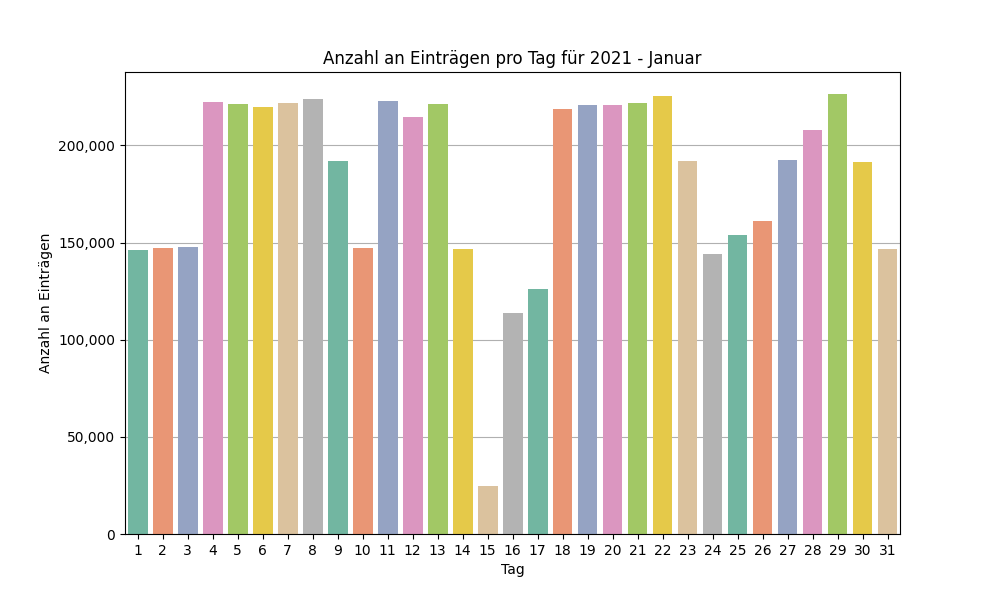 Anzahl an Einträgen pro Tag für 2021 - Januar
Anzahl an Einträgen
200,000
150,000
100,000
50,000
0
1 2 3 4 5 6 7 8 9 10 11 12 13 14 15 16 17 18 19 20 21 22 23 24 25 26 27 28 29 30 31
Tag